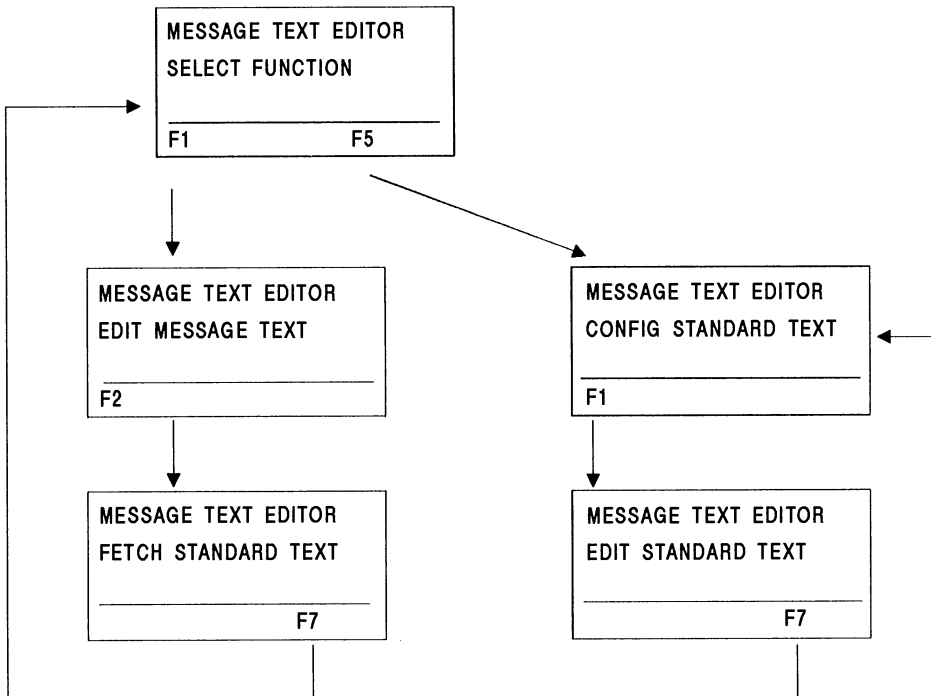 MESSAGE TEXT EDITOR
SELECT FUNCTION
F1 F5
MESSAGE TEXT EDITOR
EDIT MESSAGE TEXT
F2
MESSAGE TEXT EDITOR
CONFIG STANDARD TEXT
F1
MESSAGE TEXT EDITOR
FETCH STANDARD TEXT
F7
MESSAGE TEXT EDITOR
EDIT STANDARD TEXT
F7